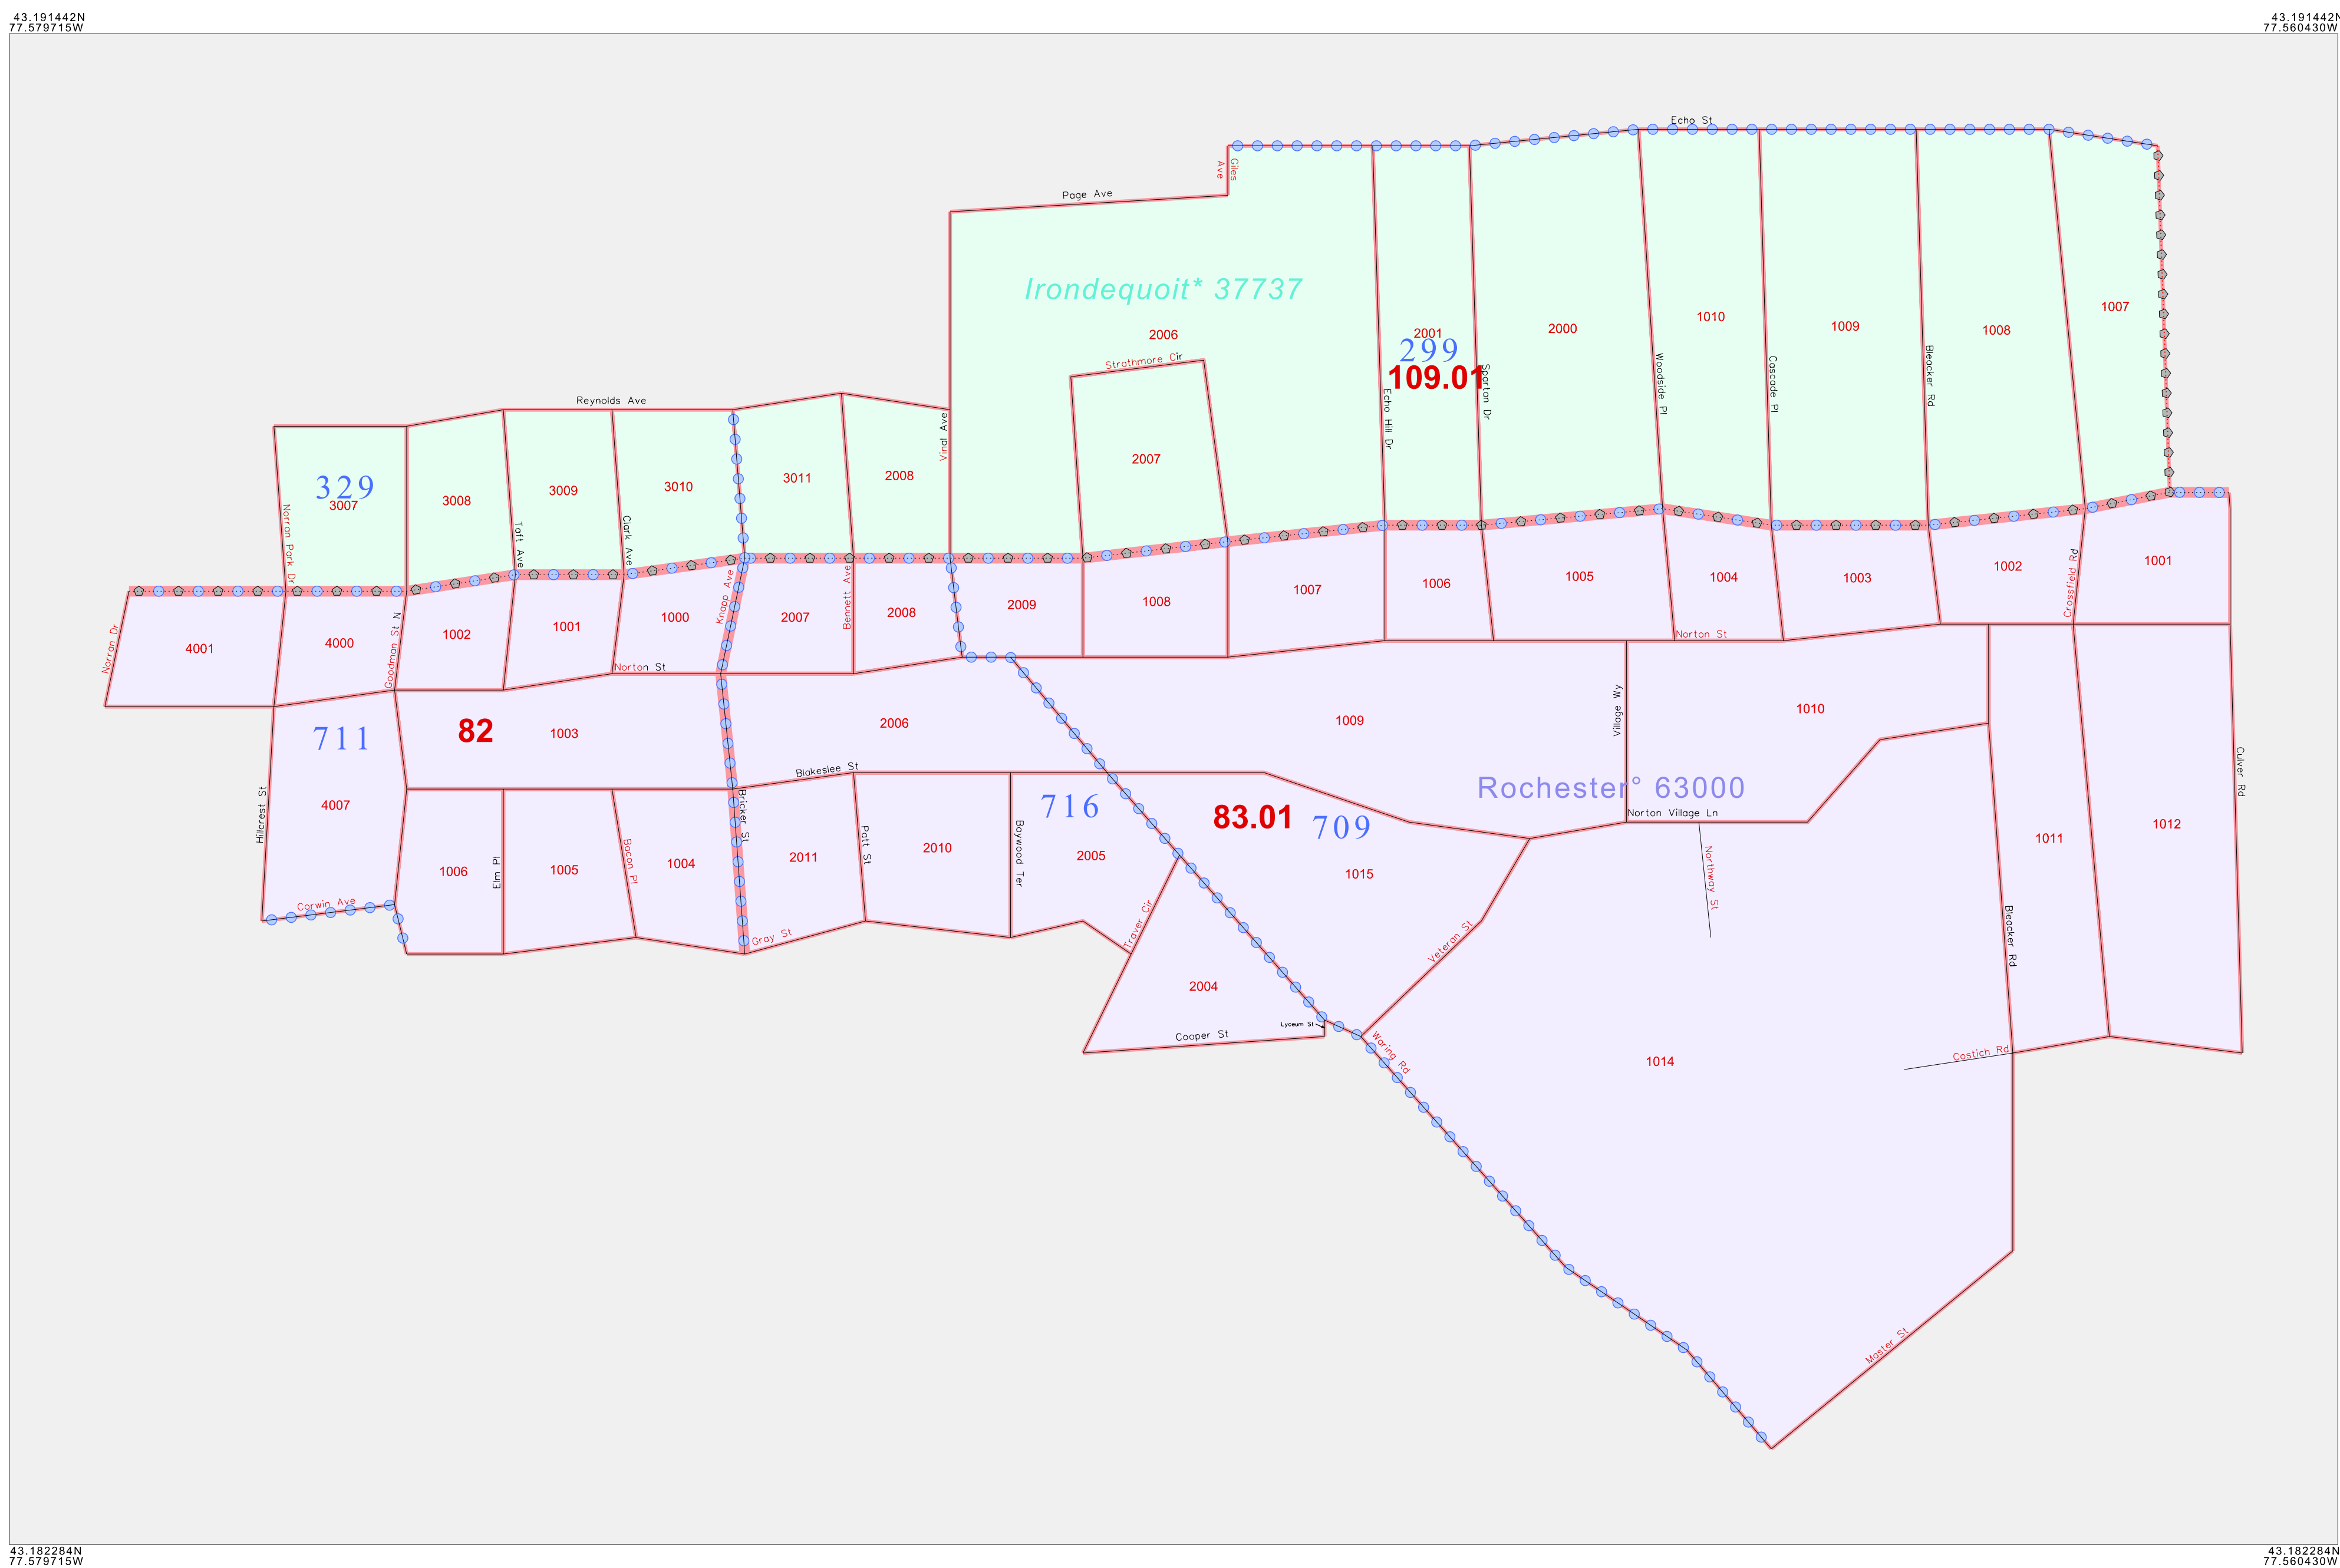 43.191442N
77.579715W
43.191442N
77.560430W
Echo St
Giles
Ave
Page Ave
Irondequoit* 37737
2006
2001
299
109.01
2000
1010
1009
1008
1007
Strathmore Cir
2007
Echo Hill Dr
Spartan Dr
Woodside Pl
Cascade Pl
Bleacker Rd
Reynolds Ave
Vinal Ave
329
3007
3008
3009
3010
3011
2008
Norran Park Dr
Taft Ave
Clark Ave
Norran Dr
4001
4000
Goodman St N
1002
1001
1000
Knapp Ave
2007
Bennett Ave
2008
2009
1008
1007
1006
1005
1004
1003
1002
Crossfield Rd
1001
Norton St
Norton St
711
82
1003
2006
1009
Village Wy
1010
Culver Rd
Hillcrest St
4007
Blakeslee St
716
83.01
709
Rochester° 63000
Norton Village Ln
1012
1011
Corwin Ave
1006
Elm Pl
1005
Bacon Pl
1004
Bricker St
2011
Patt St
2010
Baywood Ter
2005
1015
Northway St
Gray St
Traver Cir
Veteran St
Bleacker Rd
2004
Lyceum St
Cooper St
Waring Rd
1014
Costich Rd
Master St
43.182284N
77.579715W
43.182284N
77.560430W